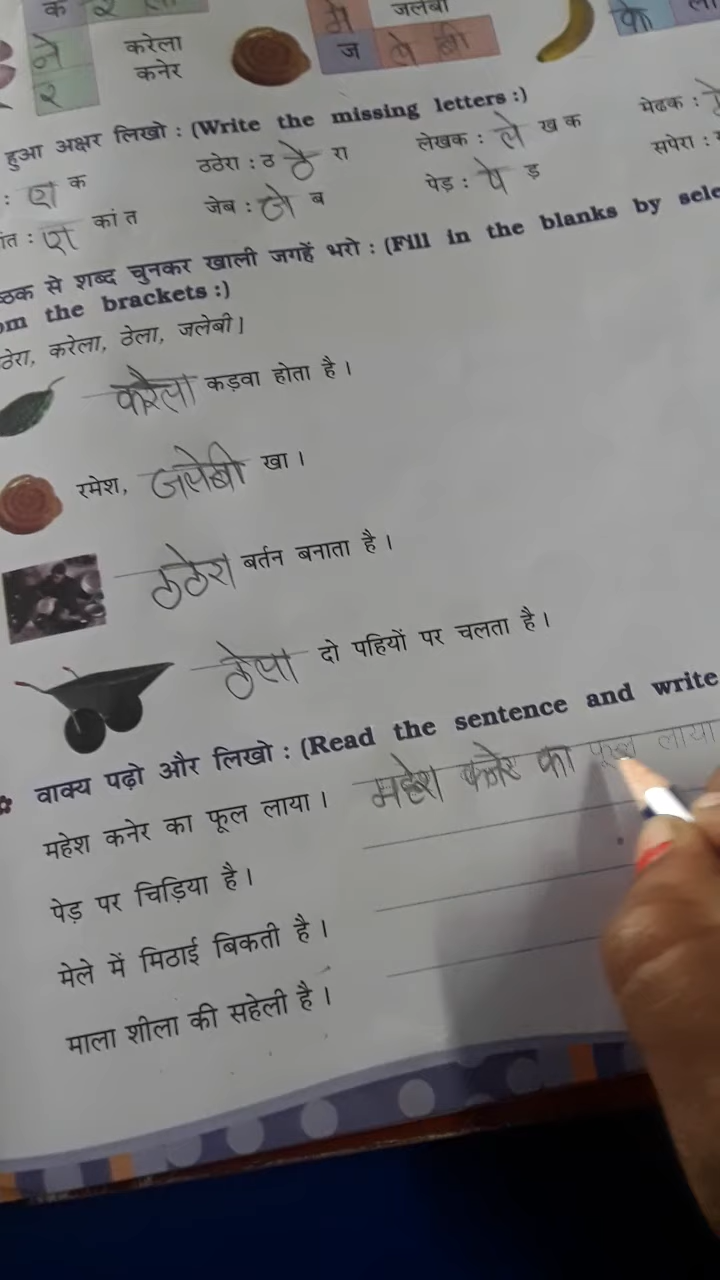 क रे ला
ने
र
करेला
कनेर
जलेबी
ज ले बी
के ला
हुआ अक्षर लिखो : (Write the missing letters:)
ठठेरा : ठ ठे रा
लेखक : ले ख क
मेढक :
: ए क
जेब : जे ब
पेड़ : पे ड़
सपेरा :
ए कां त
ठक से शब्द चुनकर खाली जगहें भरो : (Fill in the blanks by sele
om the brackets:)
ठेरा, करेला, ठेला, जलेबी]
करैला कड़वा होता है।
रमेश, जलेबी खा।
ठठेरा बर्तन बनाता है।
ठेला दो पहियों पर चलता है।
वाक्य पढ़ो और लिखो : (Read the sentence and write
महेश कनेर का फूल लाया। महेश कनेर का फूल लाया
पेड़ पर चिड़िया है।
मेले में मिठाई बिकती है।
माला शीला की सहेली है।